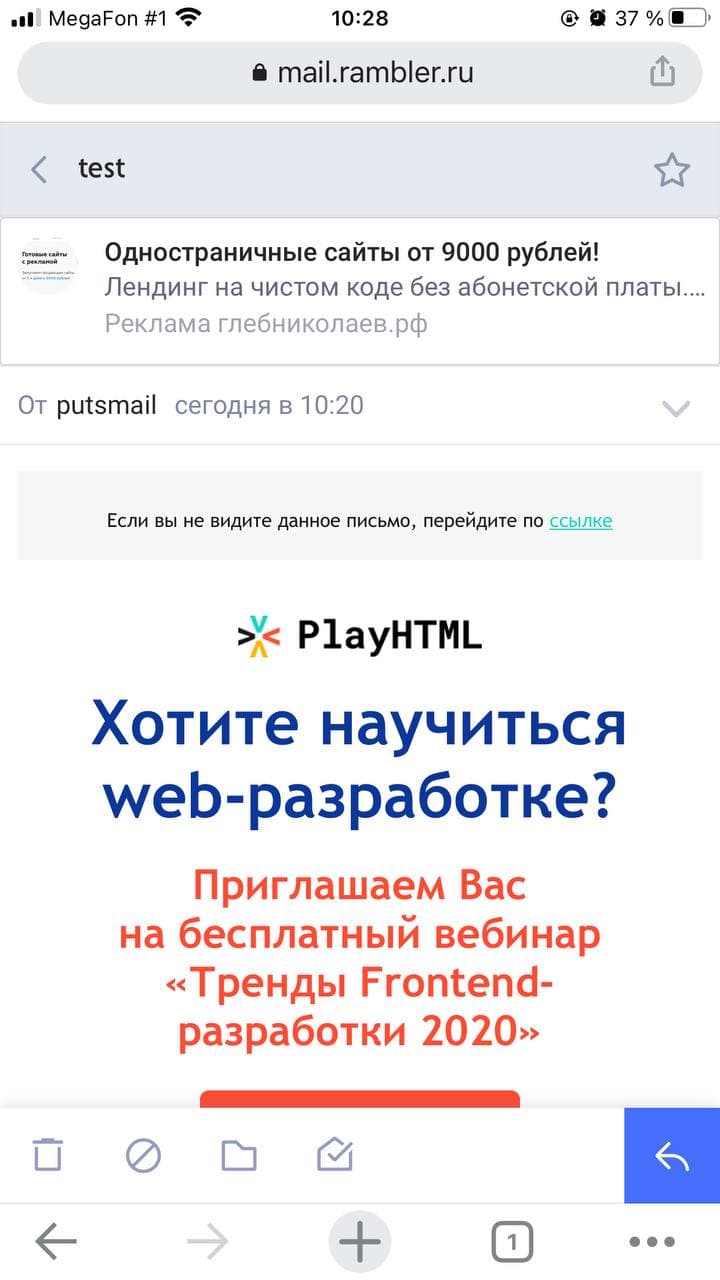 MegaFon #1 10:28 37 %
mail.rambler.ru
test
Готовые сайты
с рекламой
Одностраничные сайты от 9000 рублей!
Лендинг на чистом коде без абонетской платы....
Реклама глебниколаев.рф
От putsmail сегодня в 10:20
Если вы не видите данное письмо, перейдите по ссылке
PlayHTML
Хотите научиться
web-разработке?
Приглашаем Вас
на бесплатный вебинар
«Тренды Frontend-
разработки 2020»
1